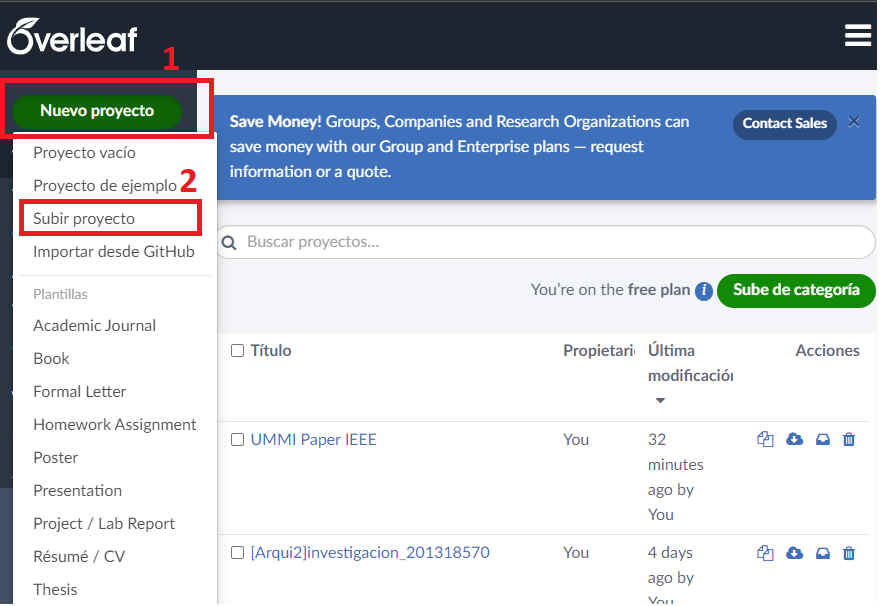 Overleaf
1
Nuevo proyecto
Proyecto vacío
Proyecto de ejemplo
2
Subir proyecto
Importar desde GitHub
Plantillas
Academic Journal
Book
Formal Letter
Homework Assignment
Poster
Presentation
Project / Lab Report
Résumé / CV
Thesis
Save Money! Groups, Companies and Research Organizations can
save money with our Group and Enterprise plans — request
information or a quote.
Contact Sales
Buscar proyectos...
You're on the free plan
i
Sube de categoría
Título
Propietari
Última
modificación
Acciones
UMMI Paper IEEE
You
32
minutes
ago by
You
[Arqui2]investigacion_201318570
You
4 days
ago by
You